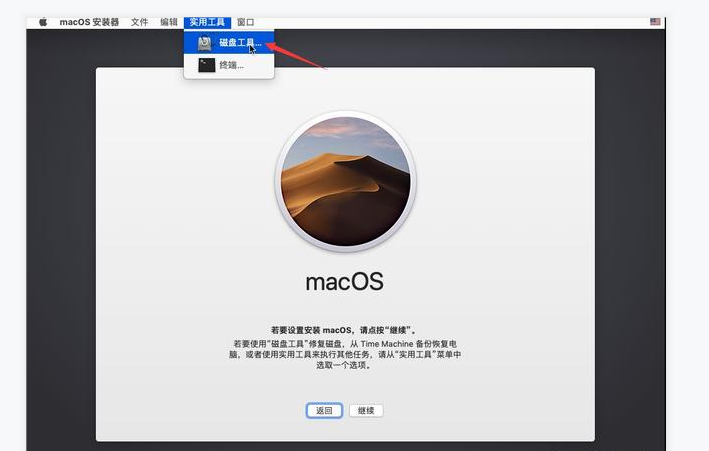 macOS 安装器 文件 编辑 实用工具 窗口
磁盘工具...
终端...
macOS
若要设置安装 macOS，请点按“继续”。
若要使用“磁盘工具”修复磁盘，从 Time Machine 备份恢复电
脑，或者使用实用工具来执行其他任务，请从“实用工具”菜单中
选取一个选项。
返回 继续